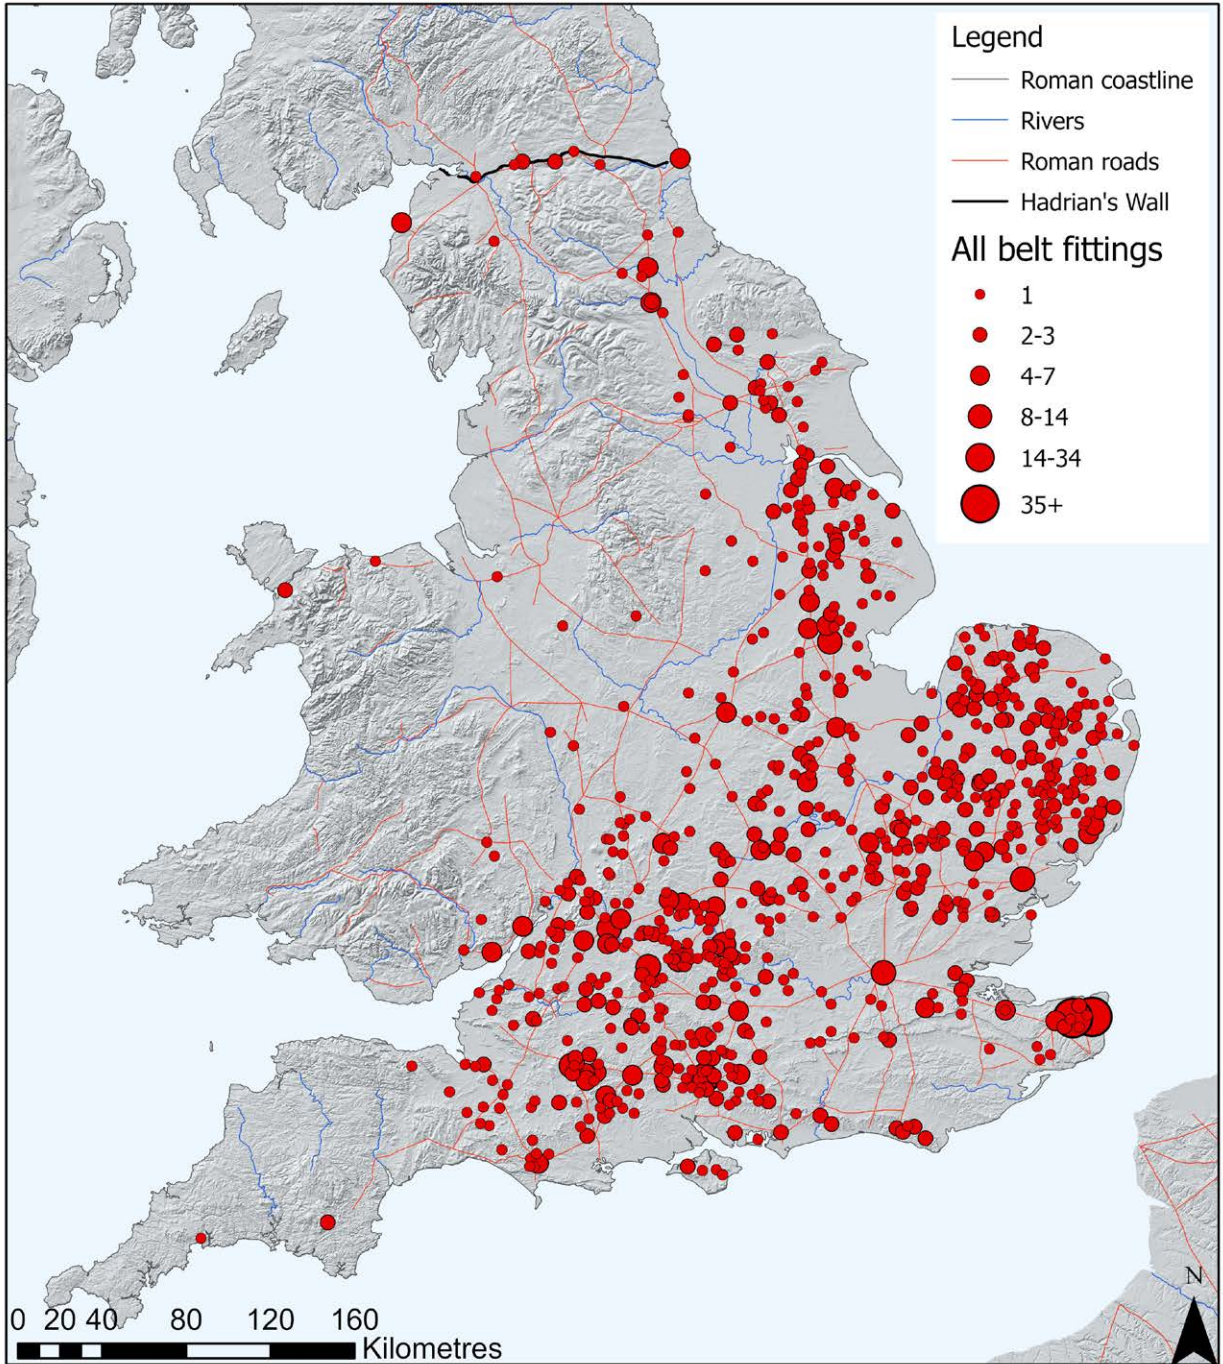 Legend
Roman coastline
Rivers
Roman roads
Hadrian's Wall
All belt fittings
1
2-3
4-7
8-14
14-34
35+
N
0 20 40 80 120 160
Kilometres